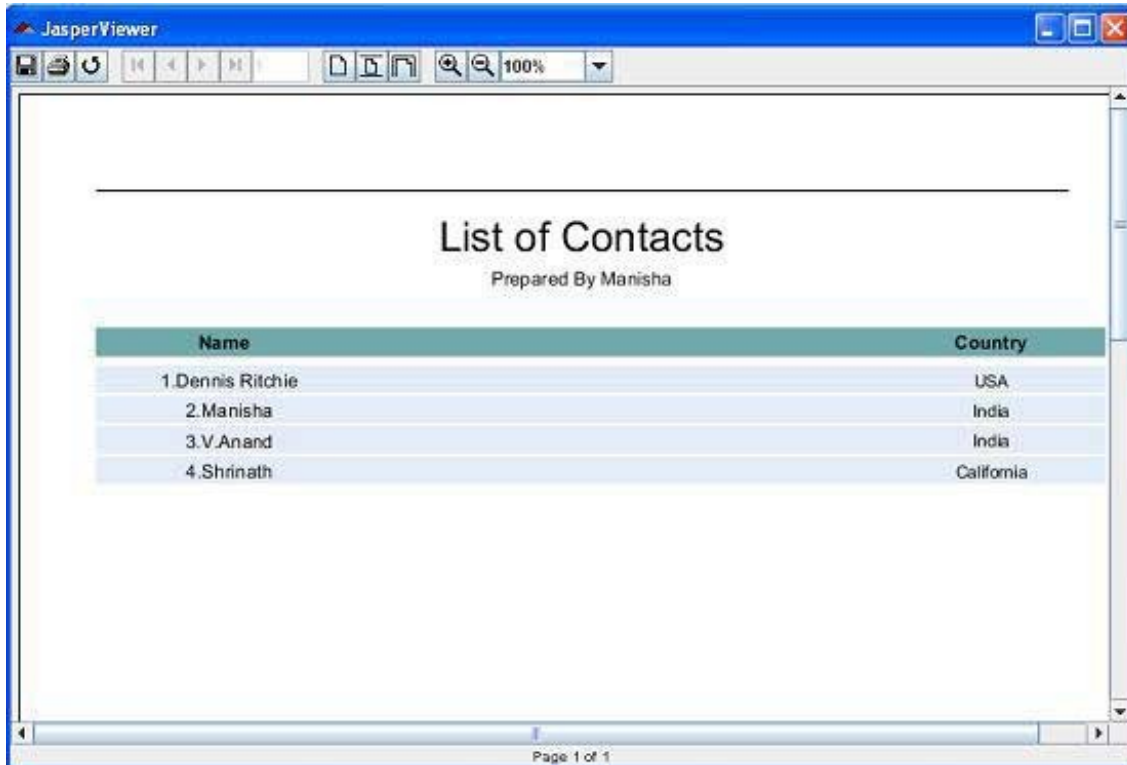 JasperViewer
100%
List of Contacts
Prepared By Manisha
Name Country
1.Dennis Ritchie USA
2.Manisha India
3.V.Anand India
4.Shrinath California
Page 1 of 1